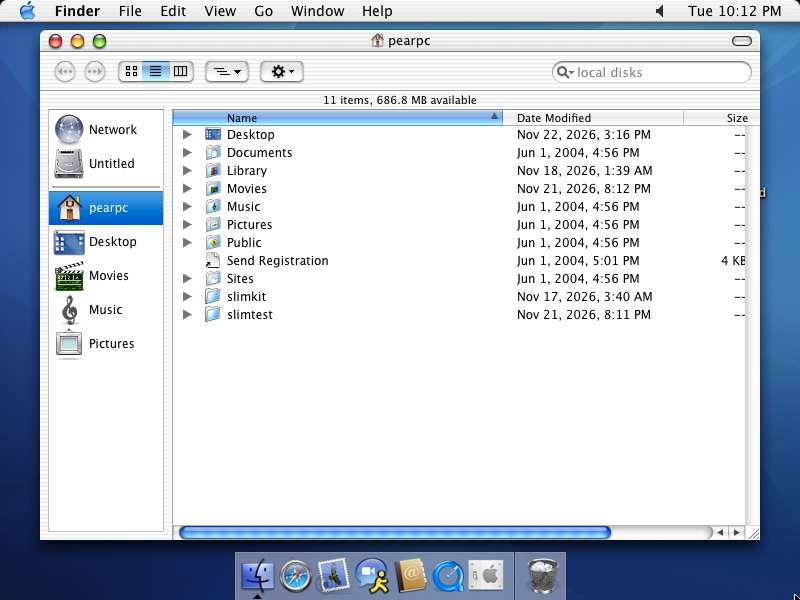 Finder File Edit View Go Window Help Tue 10:12 PM
pearpc
local disks
11 items, 686.8 MB available
Name Date Modified Size
Network
Untitled
pearpc
Desktop
Movies
Music
Pictures
Desktop Nov 22, 2026, 3:16 PM --
Documents Jun 1, 2004, 4:56 PM --
Library Nov 18, 2026, 1:39 AM --
Movies Nov 21, 2026, 8:12 PM --
Music Jun 1, 2004, 4:56 PM --
Pictures Jun 1, 2004, 4:56 PM --
Public Jun 1, 2004, 4:56 PM --
Send Registration Jun 1, 2004, 5:01 PM 4 KB
Sites Jun 1, 2004, 4:56 PM --
slimkit Nov 17, 2026, 3:40 AM --
slimtest Nov 21, 2026, 8:11 PM --